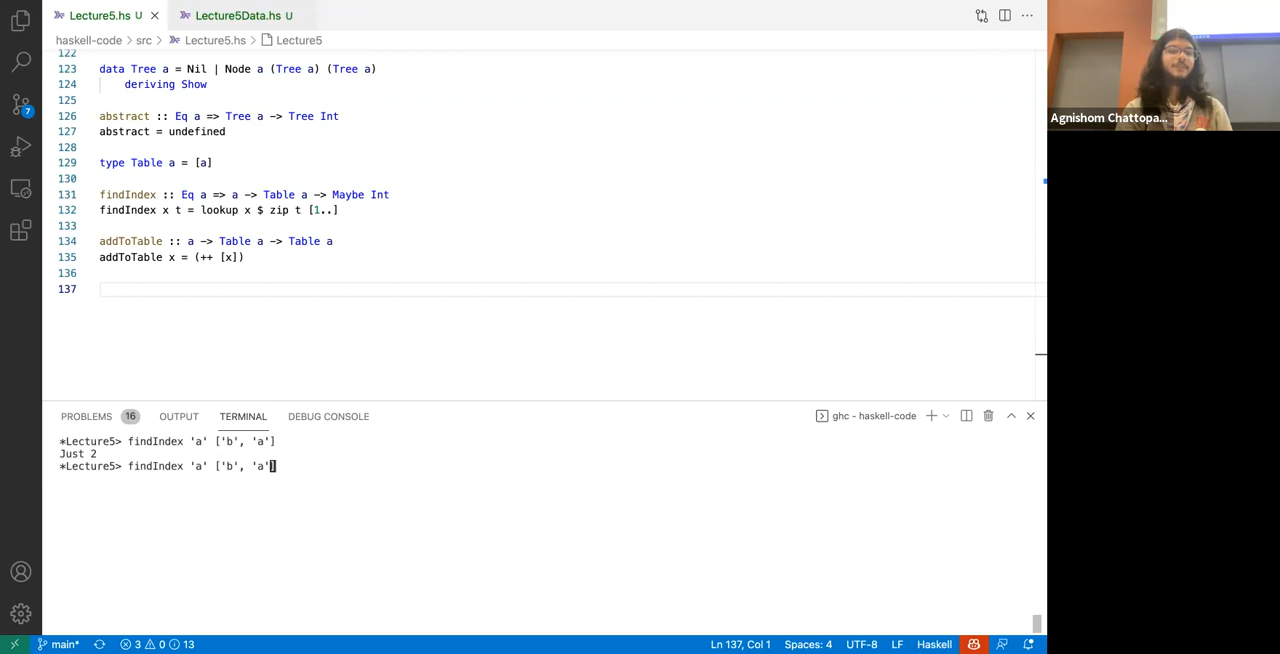 Lecture5.hs U
Lecture5Data.hs U
haskell-code > src > Lecture5.hs > Lecture5
122
123 data Tree a = Nil | Node a (Tree a) (Tree a)
124 deriving Show
125
126 abstract :: Eq a => Tree a -> Tree Int
127 abstract = undefined
128
129 type Table a = [a]
130
131 findIndex :: Eq a => a -> Table a -> Maybe Int
132 findIndex x t = lookup x $ zip t [1..]
133
134 addToTable :: a -> Table a -> Table a
135 addToTable x = (++ [x])
136
137
7
Agnishom Chattopa...
PROBLEMS 16 OUTPUT TERMINAL DEBUG CONSOLE
ghc - haskell-code
*Lecture5> findIndex 'a' ['b', 'a']
Just 2
*Lecture5> findIndex 'a' ['b', 'a']
main* 3 0 13
Ln 137, Col 1 Spaces: 4 UTF-8 LF Haskell